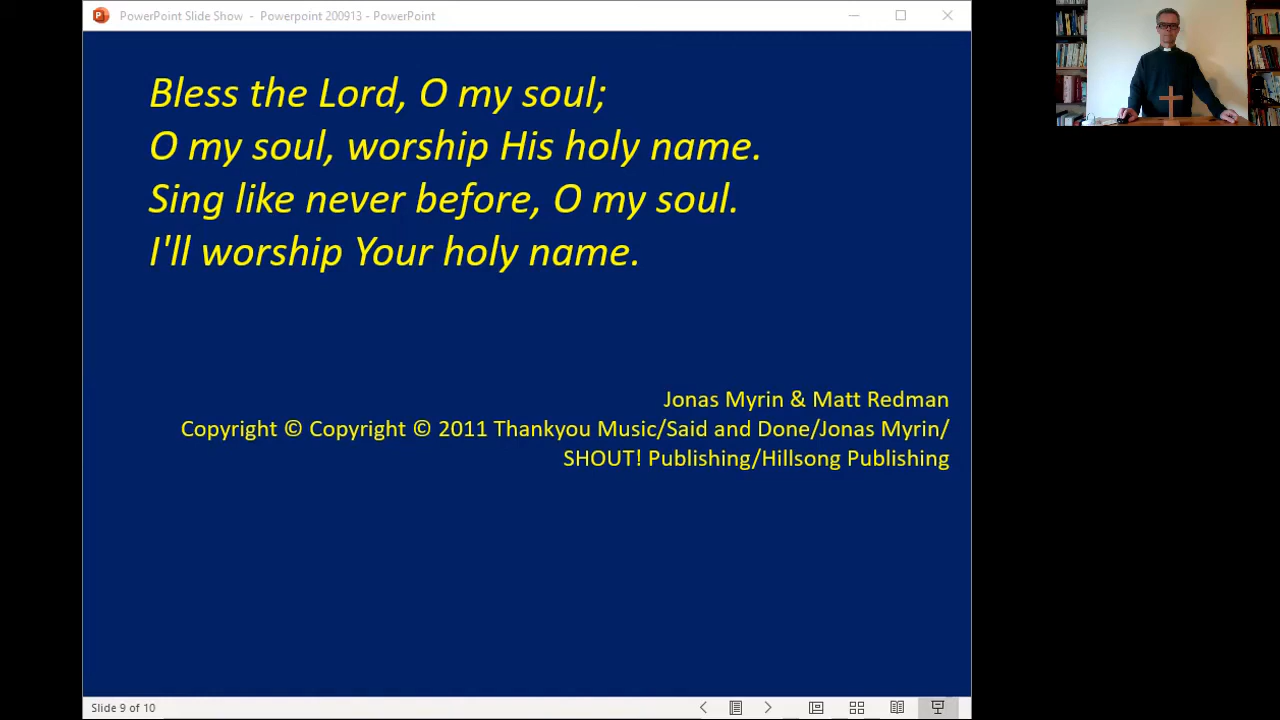 PowerPoint Slide Show - Powerpoint 200913 - PowerPoint
Bless the Lord, O my soul;
O my soul, worship His holy name.
Sing like never before, O my soul.
I'll worship Your holy name.
Jonas Myrin & Matt Redman
Copyright © Copyright © 2011 Thankyou Music/Said and Done/Jonas Myrin/
SHOUT! Publishing/Hillsong Publishing
Slide 9 of 10